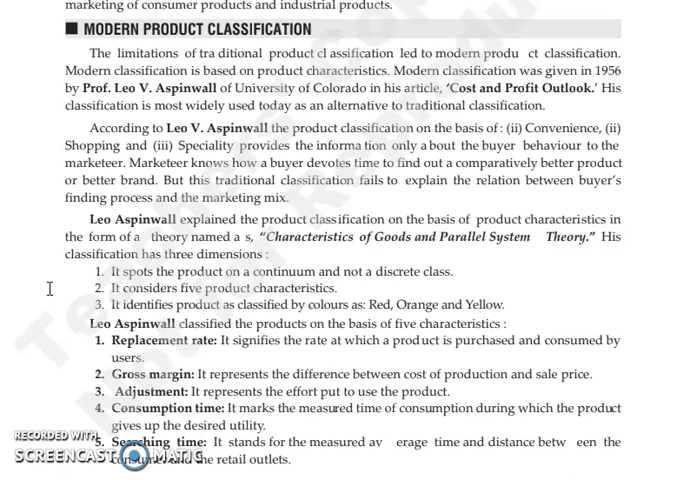 marketing of consumer products and industrial products.
MODERN PRODUCT CLASSIFICATION
The limitations of tra ditional product cl assification led to modern produ ct classification.
Modern classification is based on product characteristics. Modern classification was given in 1956
by Prof. Leo V. Aspinwall of University of Colorado in his article, ‘Cost and Profit Outlook.’ His
classification is most widely used today as an alternative to traditional classification.
According to Leo V. Aspinwall the product classification on the basis of : (ii) Convenience, (ii)
Shopping and (iii) Speciality provides the informa tion only a bout the buyer behaviour to the
marketeer. Marketeer knows how a buyer devotes time to find out a comparatively better product
or better brand. But this traditional classification fails to explain the relation between buyer’s
finding process and the marketing mix.
Leo Aspinwall explained the product class ification on the basis of product characteristics in
the form of a theory named a s, “Characteristics of Goods and Parallel System Theory.” His
classification has three dimensions :
1. It spots the product on a continuum and not a discrete class.
2. It considers five product characteristics.
3. It identifies product as classified by colours as: Red, Orange and Yellow.
Leo Aspinwall classified the products on the basis of five characteristics :
1. Replacement rate: It signifies the rate at which a prod uct is purchased and consumed by
users.
2. Gross margin: It represents the difference between cost of production and sale price.
3. Adjustment: It represents the effort put to use the product.
4. Consumption time: It marks the measured time of consumption during which the product
gives up the desired utility.
5. Searching time: It stands for the measured av erage time and distance betw een the
consumer and the retail outlets.
RECORDED WITH
SCREENCAST MATIC